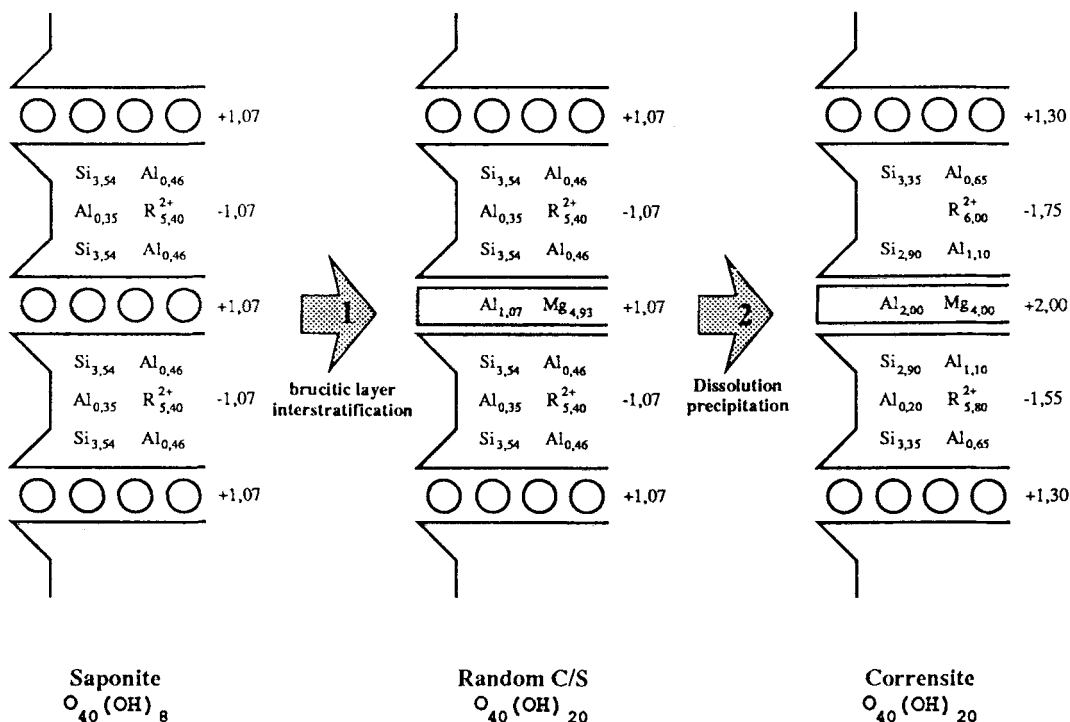 +1,07
Si3,54 Al0,46
Al0,35 R2+5,40 -1,07
Si3,54 Al0,46
+1,07
Si3,54 Al0,46
Al0,35 R2+5,40 -1,07
Si3,54 Al0,46
+1,07
Saponite
O40(OH)8
1
brucitic layer
interstratification
+1,07
Si3,54 Al0,46
Al0,35 R2+5,40 -1,07
Si3,54 Al0,46
Al1,07 Mg4,93 +1,07
Si3,54 Al0,46
Al0,35 R2+5,40 -1,07
Si3,54 Al0,46
+1,07
Random C/S
O40(OH)20
2
Dissolution
precipitation
+1,30
Si3,35 Al0,65
R2+6,00 -1,75
Si2,90 Al1,10
Al2,00 Mg4,00 +2,00
Si2,90 Al1,10
Al0,20 R2+5,80 -1,55
Si3,35 Al0,65
+1,30
Corrensite
O40(OH)20